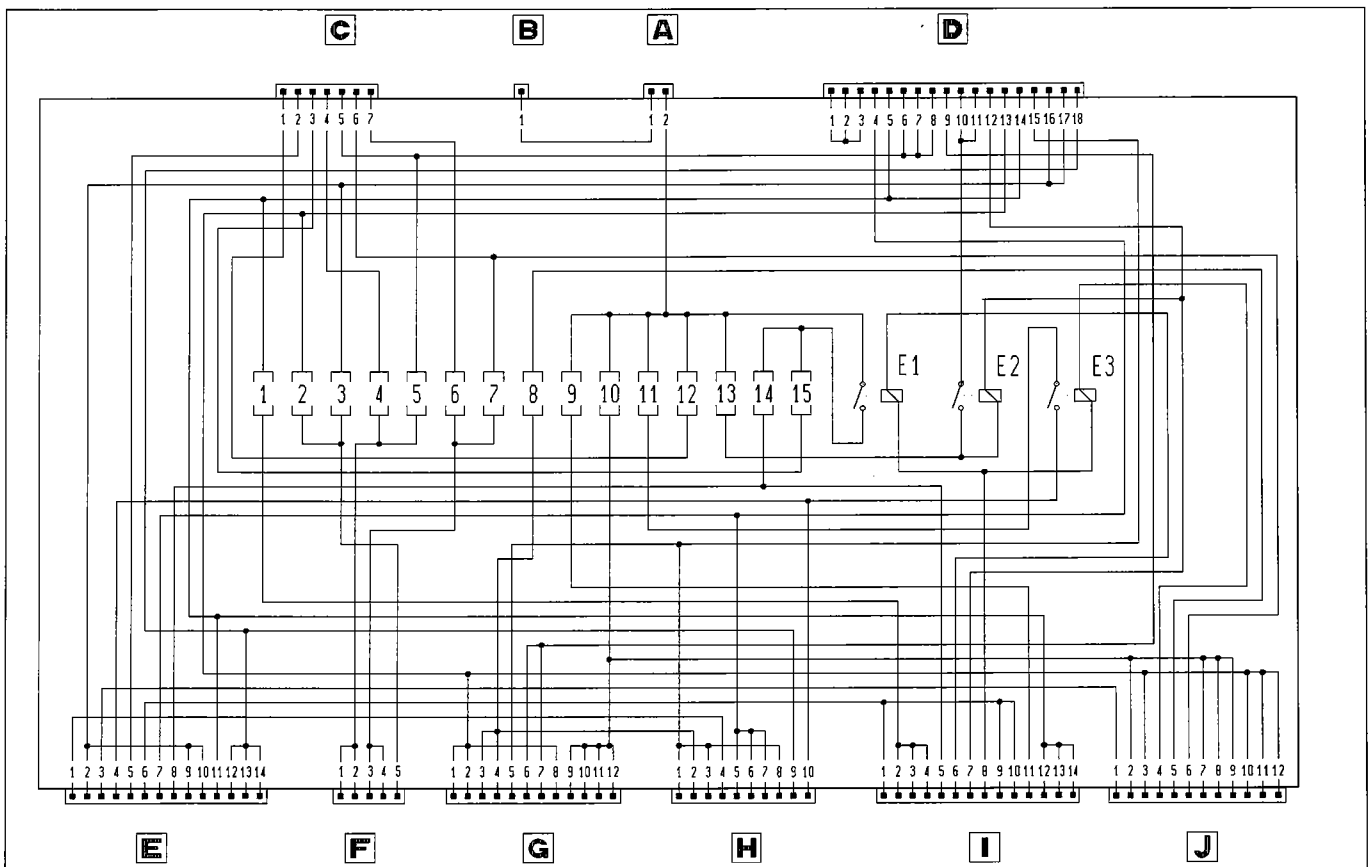 C B A D
1 2 3 4 5 6 7
1
1 2
1 2 3 4 5 6 7 8 9 10 11 12 13 14 15 16 17 18
1 2 3 4 5 6 7 8 9 10 11 12 13 14 15
E1 E2 E3
1 2 3 4 5 6 7 8 9 10 11 12 13 14
1 2 3 4 5
1 2 3 4 5 6 7 8 9 10 11 12
1 2 3 4 5 6 7 8 9 10
1 2 3 4 5 6 7 8 9 10 11 12 13 14
1 2 3 4 5 6 7 8 9 10 11 12
E F G H I J